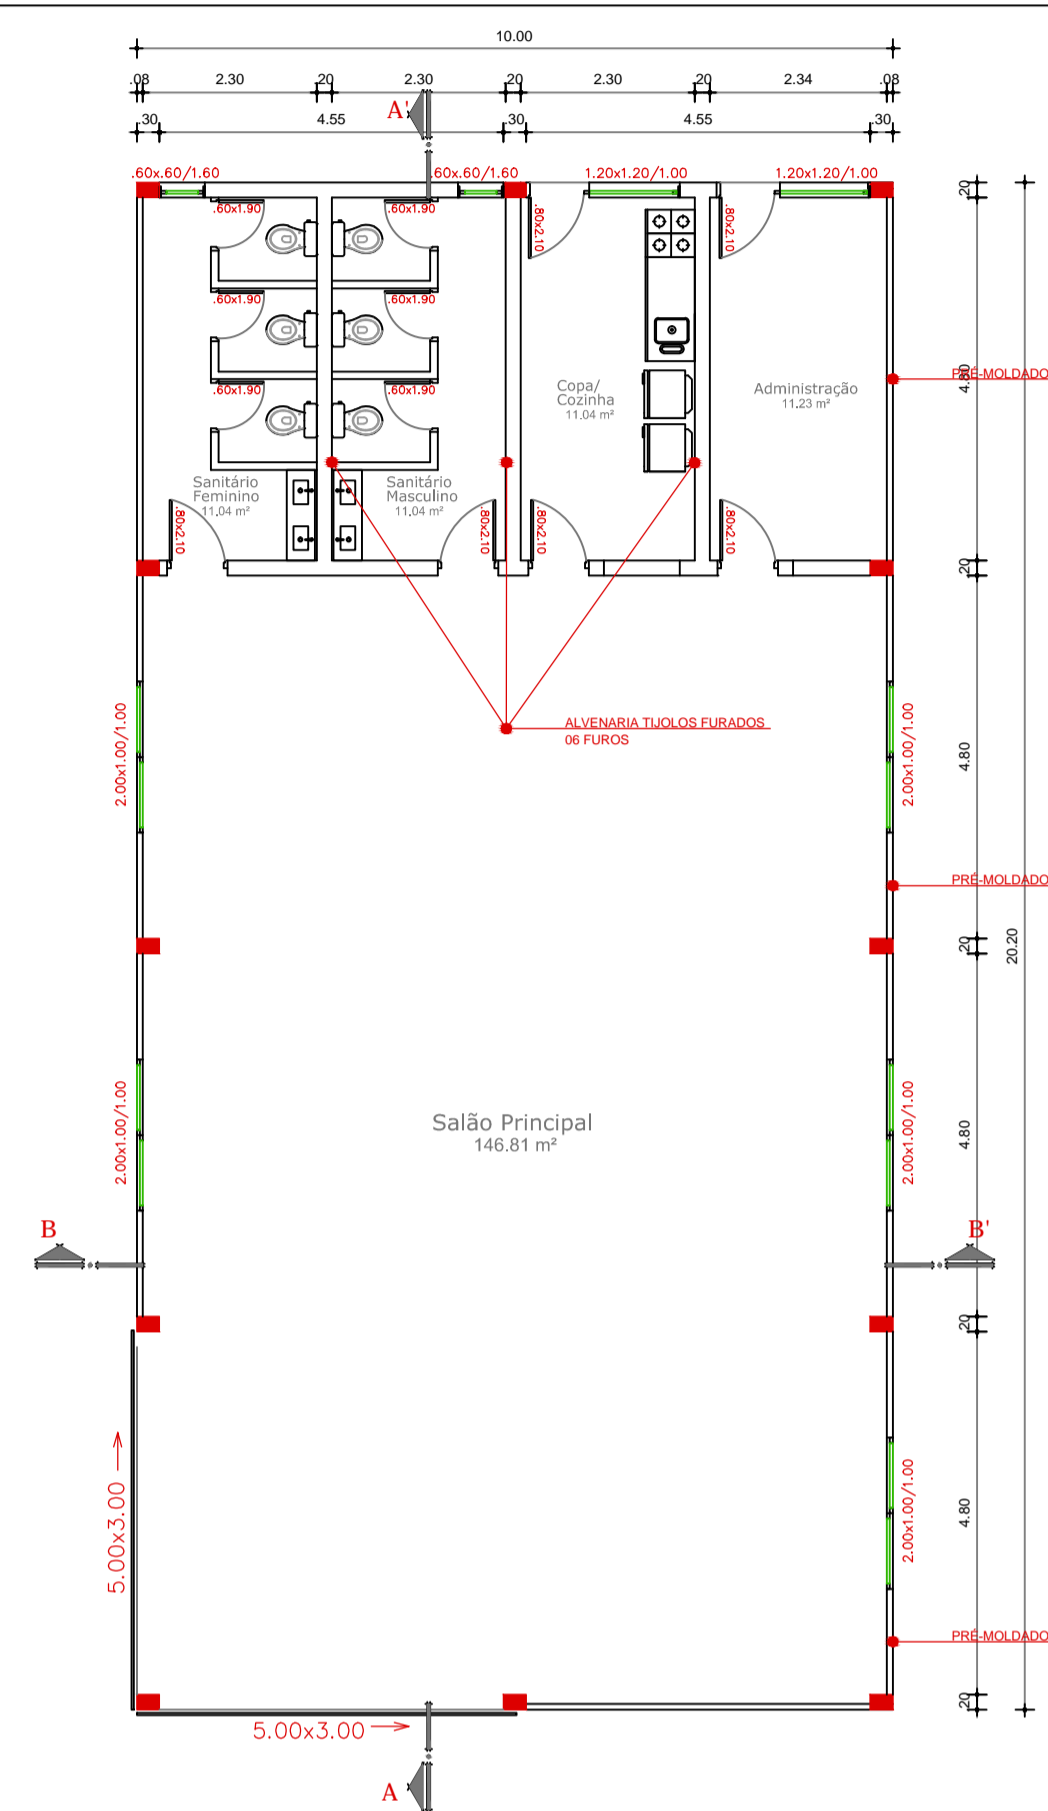 10.00
.08
2.30
.20
2.30
.20
2.30
.20
2.34
.08
A'
.30
4.55
.30
4.55
.30
.60x.60/1.60
.60x.60/1.60
1.20x1.20/1.00
1.20x1.20/1.00
.20
.60x1.90
.60x1.90
.80x2.10
.80x2.10
.60x1.90
.60x1.90
PRÉ-MOLDADO
4.80
.60x1.90
.60x1.90
Copa/
Cozinha
11.04 m²
Administração
11.23 m²
Sanitário
Feminino
11.04 m²
Sanitário
Masculino
11.04 m²
.80x2.10
.80x2.10
.80x2.10
.80x2.10
.20
ALVENARIA TIJOLOS FURADOS
06 FUROS
2.00x1.00/1.00
2.00x1.00/1.00
4.80
PRÉ-MOLDADO
.20
20.20
Salão Principal
146.81 m²
2.00x1.00/1.00
2.00x1.00/1.00
4.80
B
B'
.20
5.00x3.00
2.00x1.00/1.00
4.80
PRÉ-MOLDADO
.20
5.00x3.00
A